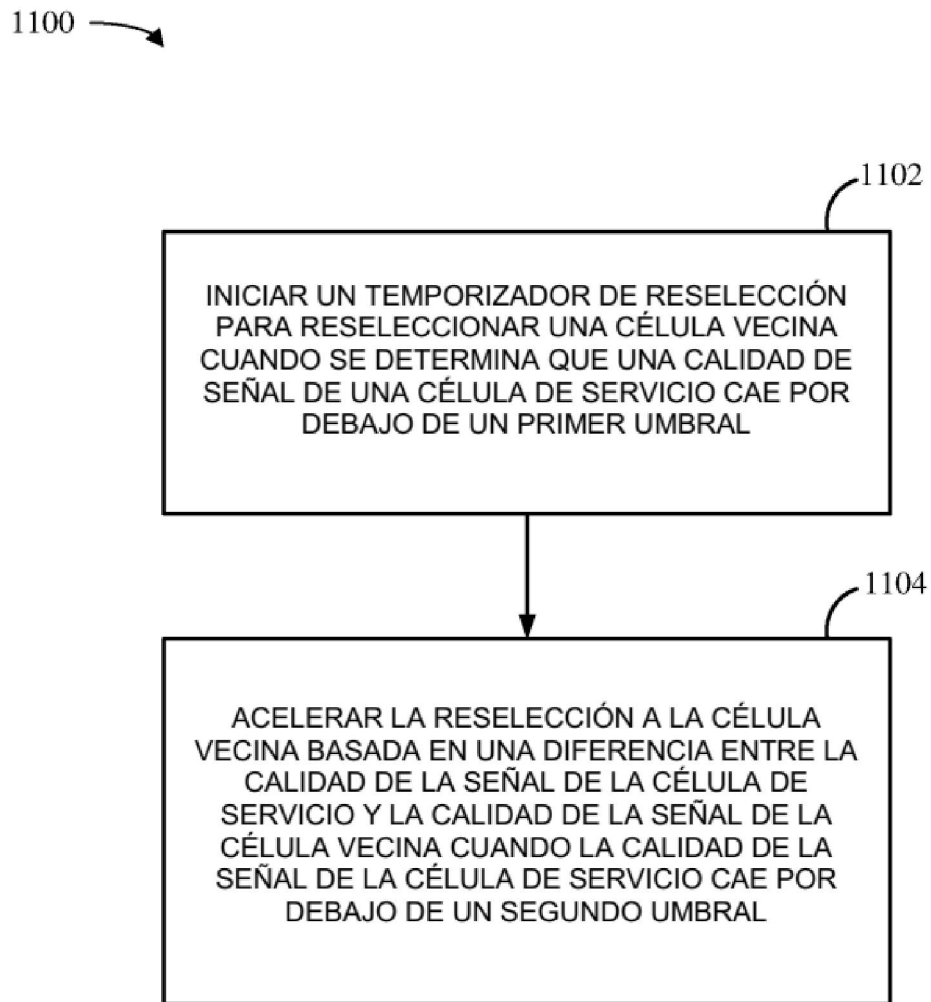 1100
1102
INICIAR UN TEMPORIZADOR DE RESELECCIÓN
PARA RESELECCIONAR UNA CÉLULA VECINA
CUANDO SE DETERMINA QUE UNA CALIDAD DE
SEÑAL DE UNA CÉLULA DE SERVICIO CAE POR
DEBAJO DE UN PRIMER UMBRAL
1104
ACELERAR LA RESELECCIÓN A LA CÉLULA
VECINA BASADA EN UNA DIFERENCIA ENTRE LA
CALIDAD DE LA SEÑAL DE LA CÉLULA DE
SERVICIO Y LA CALIDAD DE LA SEÑAL DE LA
CÉLULA VECINA CUANDO LA CALIDAD DE LA
SEÑAL DE LA CÉLULA DE SERVICIO CAE POR
DEBAJO DE UN SEGUNDO UMBRAL